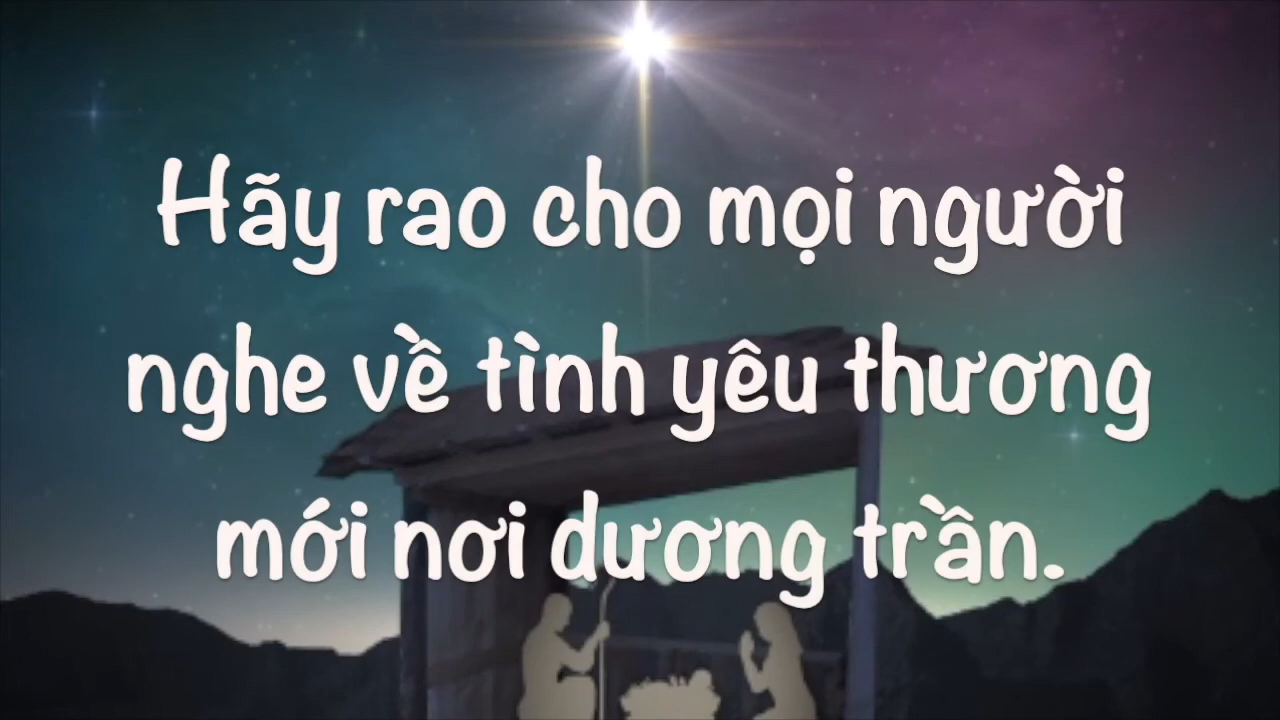 Hãy rao cho mọi người
nghe về tình yêu thương
mới nơi dương trần.